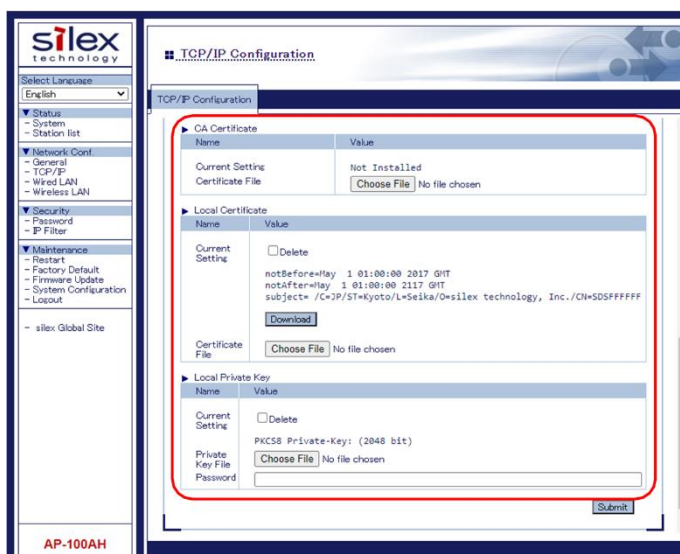 silex
technology
Select Language
English
▼ Status
- System
- Station list
▼ Network Conf.
- General
- TCP/IP
- Wired LAN
- Wireless LAN
▼ Security
- Password
- IP Filter
▼ Maintenance
- Restart
- Factory Default
- Firmware Update
- System Configuration
- Logout
- silex Global Site
AP-100AH
TCP/IP Configuration
TCP/IP Configuration
CA Certificate
Name Value
Current Setting Not Installed
Certificate File Choose File No file chosen
Local Certificate
Name Value
Current Setting Delete
notBefore=May 1 01:00:00 2017 GMT
notAfter=May 1 01:00:00 2117 GMT
subject= /C=JP/ST=Kyoto/L=Seika/O=silex technology, Inc./CN=SDSFFFFFF
Download
Certificate
File Choose File No file chosen
Local Private Key
Name Value
Current
Setting Delete
PKCS8 Private-Key: (2048 bit)
Private
Key File Choose File No file chosen
Password
Submit